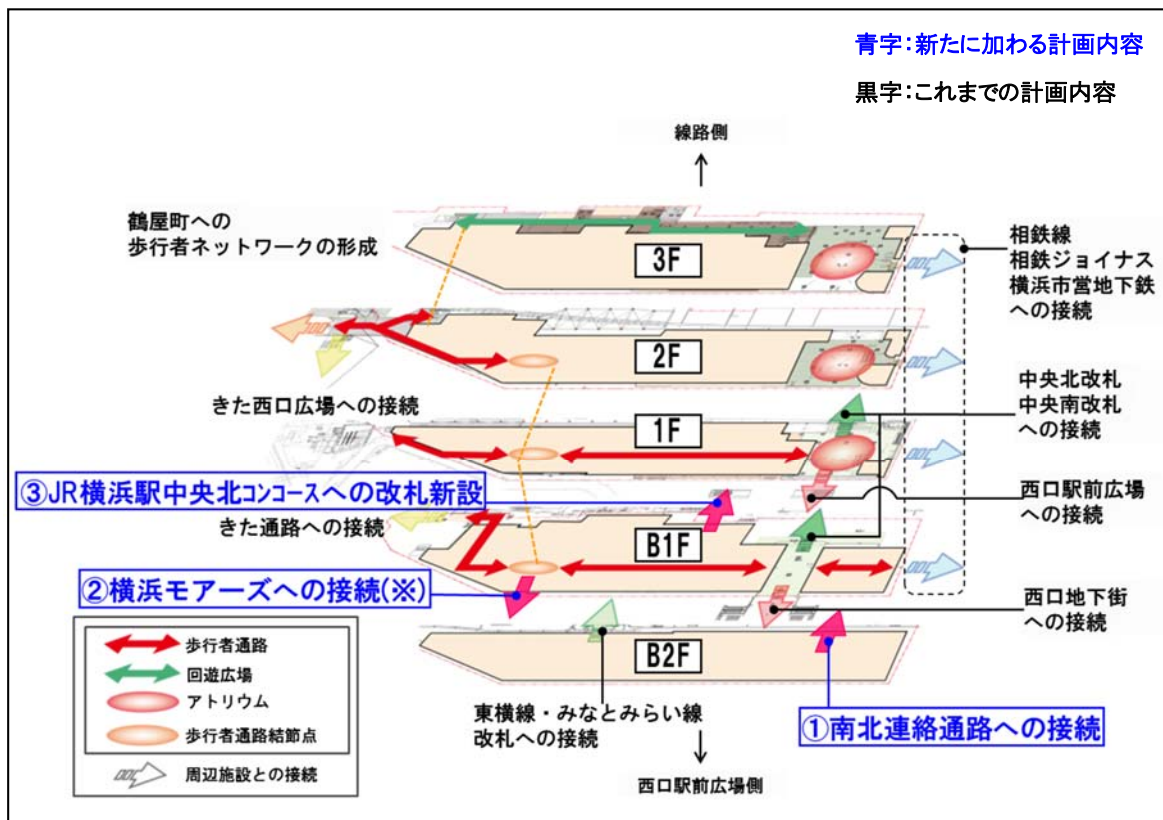 青字：新たに加わる計画内容
黒字：これまでの計画内容
線路側
鶴屋町への
歩行者ネットワークの形成
3F
相鉄線
相鉄ジョイナス
横浜市営地下鉄
への接続
2F
中央北改札
中央南改札
への接続
きた西口広場への接続
1F
③JR横浜駅中央北コンコースへの改札新設
西口駅前広場
への接続
きた通路への接続
B1F
②横浜モアーズへの接続(※)
西口地下街
への接続
B2F
歩行者通路
回遊広場
アトリウム
歩行者通路結節点
周辺施設との接続
東横線・みなとみらい線
改札への接続
①南北連絡通路への接続
西口駅前広場側